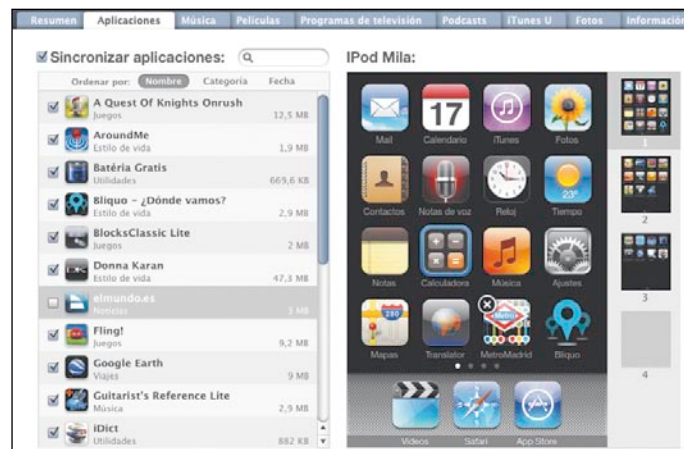 Resumen Aplicaciones Música Películas Programas de televisión Podcasts iTunes U Fotos Información
Sincronizar aplicaciones:
Ordenar por: Nombre Categoría Fecha
A Quest Of Knights Onrush
Juegos 12,5 MB
AroundMe
Estilo de vida 1,9 MB
Batéria Gratis
Utilidades 665,6 KB
Bliquo - ¿Dónde vamos?
Estilo de vida 2,9 MB
BlocksClassic Lite
Juegos 2 MB
Donna Karan
Estilo de vida 47,3 MB
elmundo.es
Noticias 3 MB
Fling!
Juegos 9,2 MB
Google Earth
Viajes 9 MB
Guitarist's Reference Lite
Música 2,9 MB
iDict
Utilidades 882 KB
IPod Mila:
17
Mail Calendario iTunes Fotos
23°
Contactos Notas de voz Reloj Tiempo
Notas Calculadora Música Ajustes
280
Metro
Mapas Translator MetroMadrid Bliquo
Videos Safari App Store
1
2
3
4